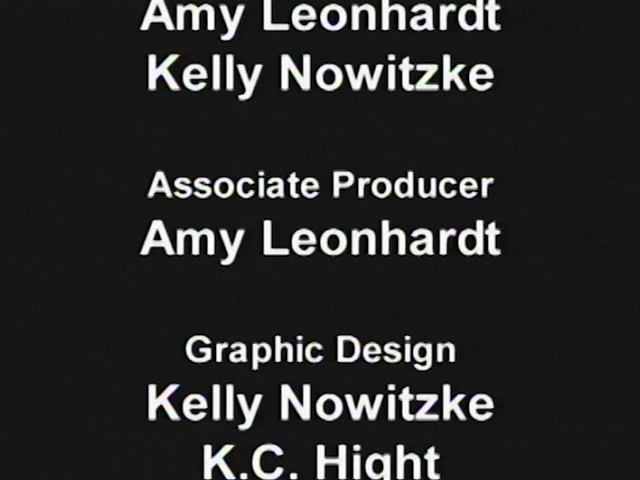 Amy Leonhardt
Kelly Nowitzke
Associate Producer
Amy Leonhardt
Graphic Design
Kelly Nowitzke
K.C. Hight